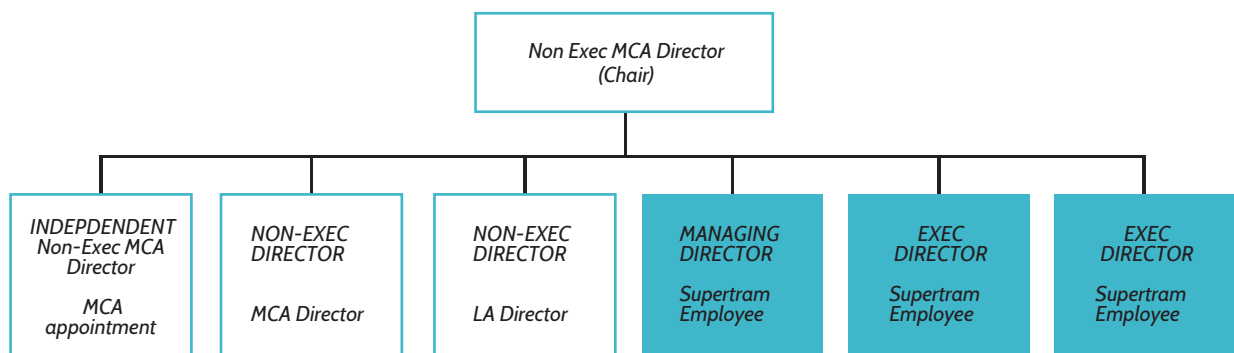 Non Exec MCA Director
(Chair)
INDEPDENDENT
Non-Exec MCA
Director
MCA
appointment
NON-EXEC
DIRECTOR
MCA Director
NON-EXEC
DIRECTOR
LA Director
MANAGING
DIRECTOR
Supertram
Employee
EXEC
DIRECTOR
Supertram
Employee
EXEC
DIRECTOR
Supertram
Employee